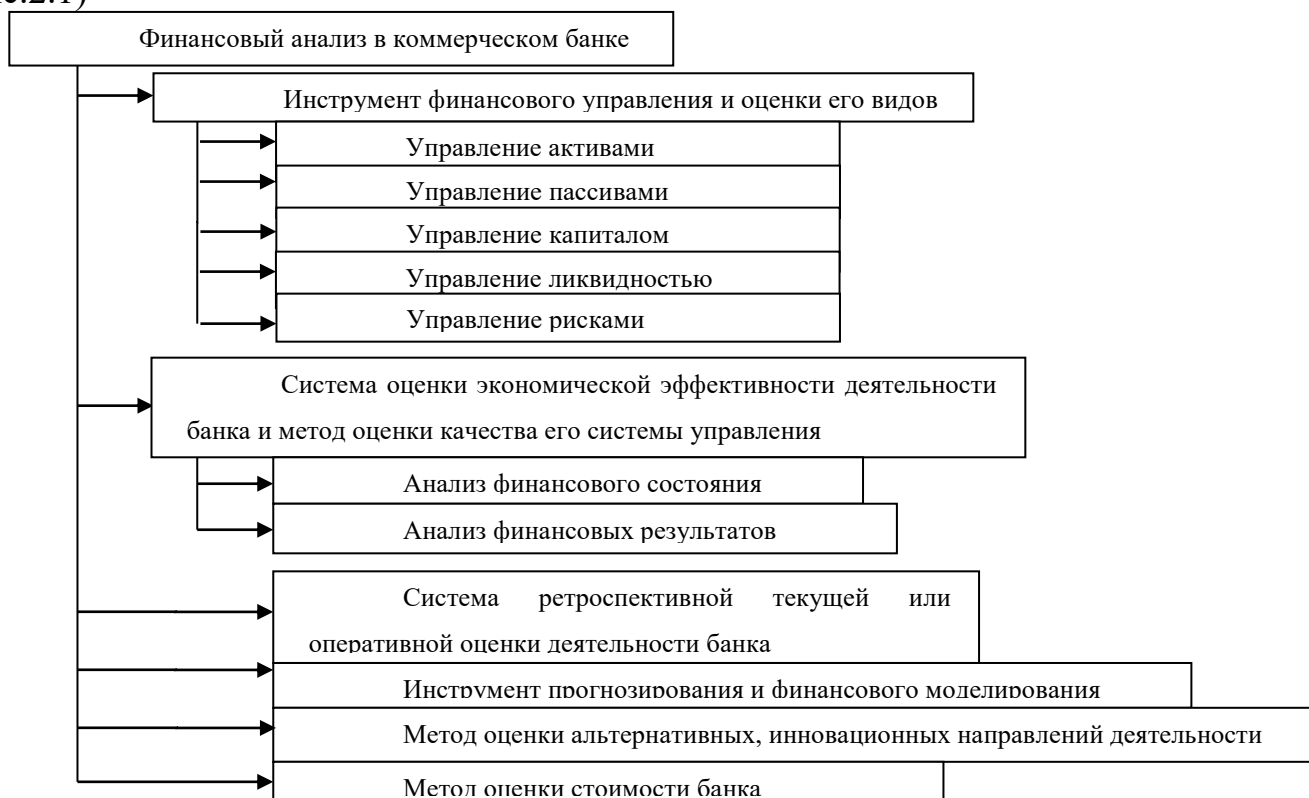 с.2.1)
Финансовый анализ в коммерческом банке
Инструмент финансового управления и оценки его видов
Управление активами
Управление пассивами
Управление капиталом
Управление ликвидностью
Управление рисками
Система оценки экономической эффективности деятельности
банка и метод оценки качества его системы управления
Анализ финансового состояния
Анализ финансовых результатов
Система ретроспективной текущей или
оперативной оценки деятельности банка
Инструмент прогнозирования и финансового моделирования
Метод оценки альтернативных, инновационных направлений деятельности
Метод оценки стоимости банка